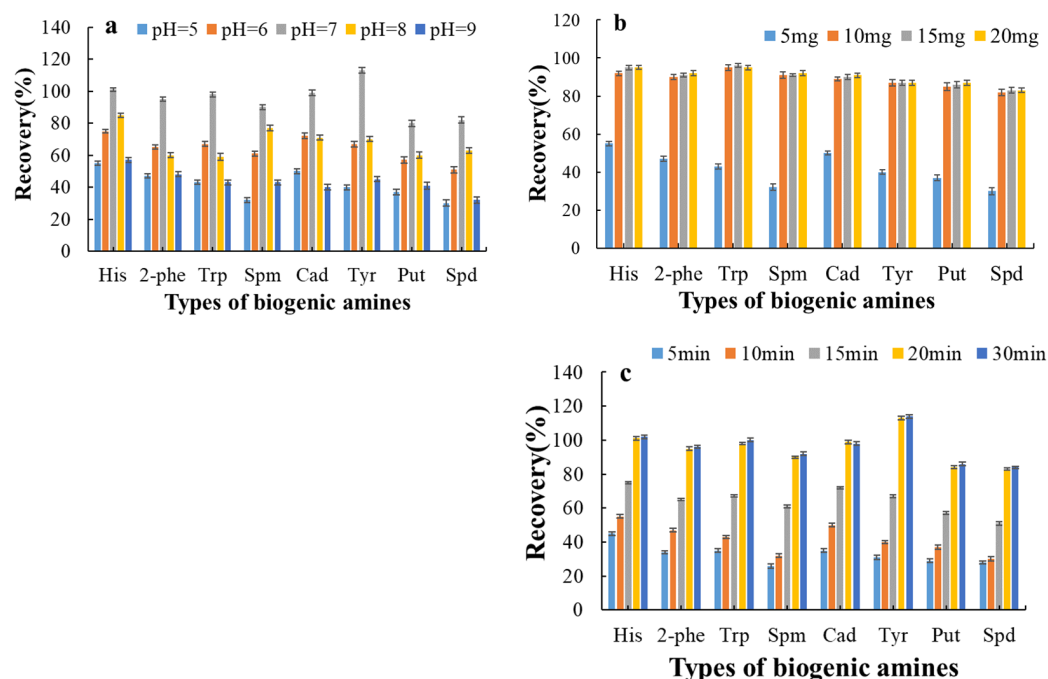 a
pH=5 pH=6 pH=7 pH=8 pH=9
Recovery(%)
140
120
100
80
60
40
20
0
His 2-phe Trp Spm Cad Tyr Put Spd
Types of biogenic amines
b
5mg 10mg 15mg 20mg
Recovery(%)
120
100
80
60
40
20
0
His 2-phe Trp Spm Cad Tyr Put Spd
Types of biogenic amines
5min 10min 15min 20min 30min
c
Recovery(%)
140
120
100
80
60
40
20
0
His 2-phe Trp Spm Cad Tyr Put Spd
Types of biogenic amines